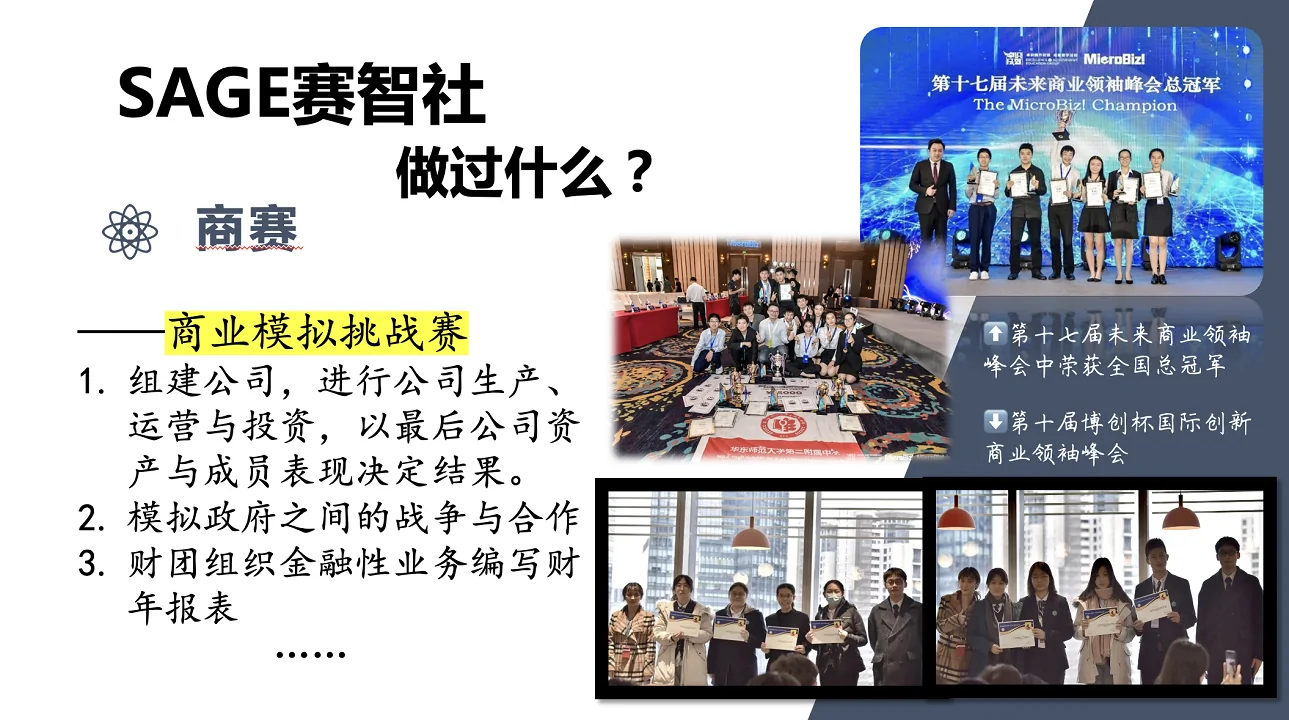 SAGE赛智社
做过什么？
商赛
——商业模拟挑战赛
1. 组建公司，进行公司生产、
运营与投资，以最后公司资
产与成员表现决定结果。
2. 模拟政府之间的战争与合作
3. 财团组织金融性业务编写财
年报表
……
MicroBiz!
第十七届未来商业领袖峰会总冠军
The MicroBiz! Champion
MicroBiz!
华东师范大学第二附属中学
⬆第十七届未来商业领袖
峰会中荣获全国总冠军
⬇第十届博创杯国际创新
商业领袖峰会